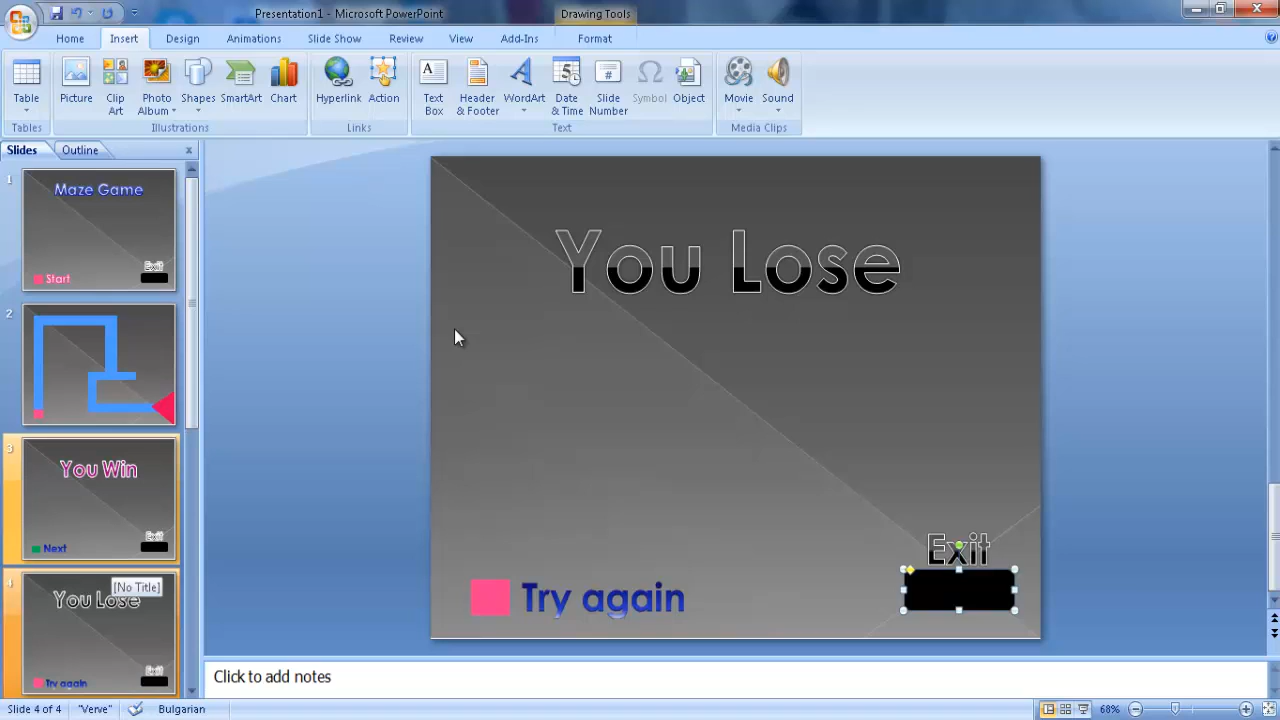 Presentation1 - Microsoft PowerPoint
Drawing Tools
Home Insert Design Animations Slide Show Review View Add-Ins Format
Table Picture Clip Art Photo Album Shapes SmartArt Chart Hyperlink Action Text Box Header & Footer WordArt Date & Time Slide Number Symbol Object Movie Sound
Tables Illustrations Links Text Media Clips
Slides Outline
1
Maze Game
Exit
Start
2
3
You Win
Exit
Next
4
[No Title]
You Lose
Exit
Try again
You Lose
Exit
Try again
Click to add notes
Slide 4 of 4 "Verve" Bulgarian 68%